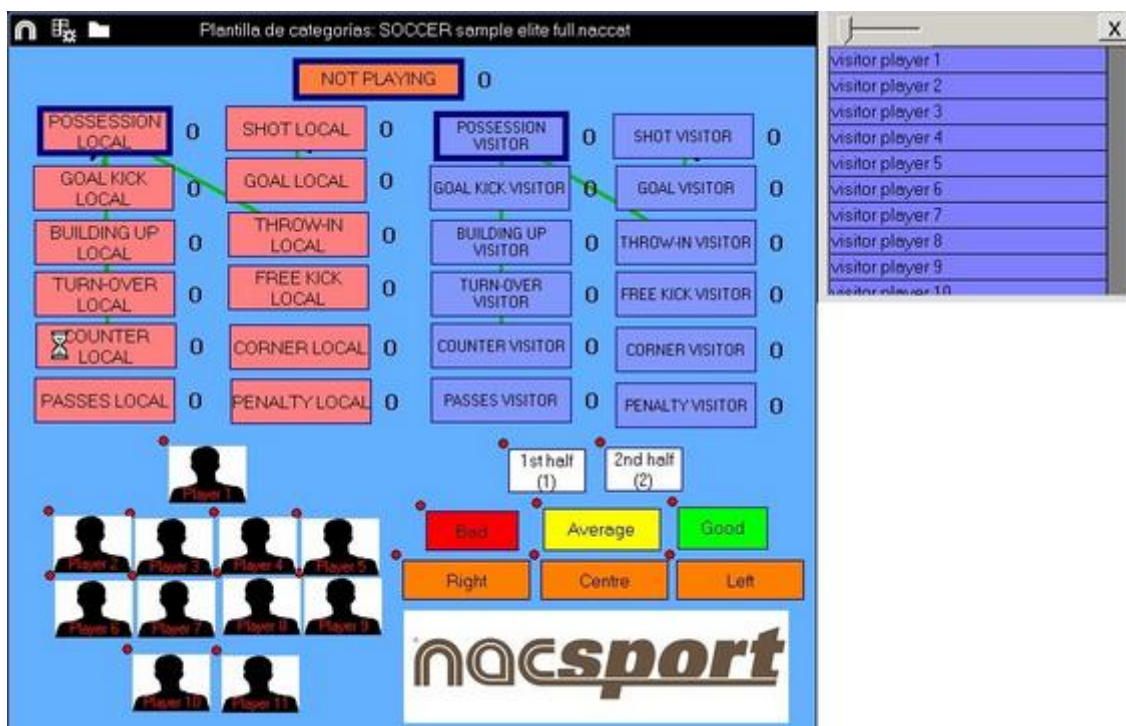 Plantilla de categorías: SOCCER sample elite full.naccat
X
NOT PLAYING 0
POSSESSION
LOCAL
0
SHOT LOCAL 0
POSSESSION
VISITOR
0
SHOT VISITOR 0
GOAL KICK
LOCAL
0
GOAL LOCAL 0
GOAL KICK VISITOR 0
GOAL VISITOR 0
BUILDING UP
LOCAL
0
THROW-IN
LOCAL
0
BUILDING UP
VISITOR
0
THROW-IN VISITOR 0
TURN-OVER
LOCAL
0
FREE KICK
LOCAL
0
TURN-OVER
VISITOR
0
FREE KICK VISITOR 0
COUNTER
LOCAL
0
CORNER LOCAL 0
COUNTER VISITOR 0
CORNER VISITOR 0
PASSES LOCAL 0
PENALTY LOCAL 0
PASSES VISITOR 0
PENALTY VISITOR 0
Player 1
Player 2
Player 3
Player 4
Player 5
Player 6
Player 7
Player 8
Player 9
Player 10
Player 11
1st half
(1)
2nd half
(2)
Bad
Average
Good
Right
Centre
Left
nacsport
visitor player 1
visitor player 2
visitor player 3
visitor player 4
visitor player 5
visitor player 6
visitor player 7
visitor player 8
visitor player 9
visitor player 10